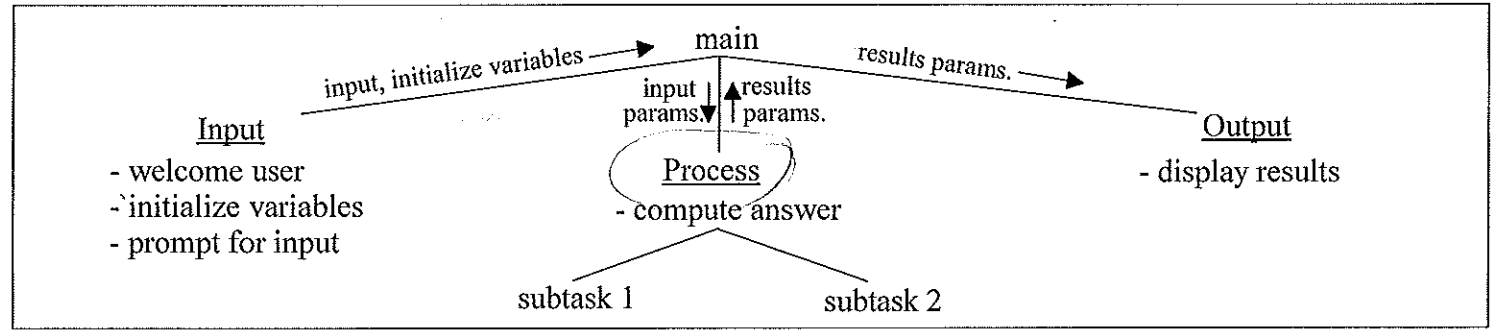 main
input, initialize variables
results params.
input
params.
results
params.
Input
- welcome user
- initialize variables
- prompt for input
Process
- compute answer
Output
- display results
subtask 1
subtask 2